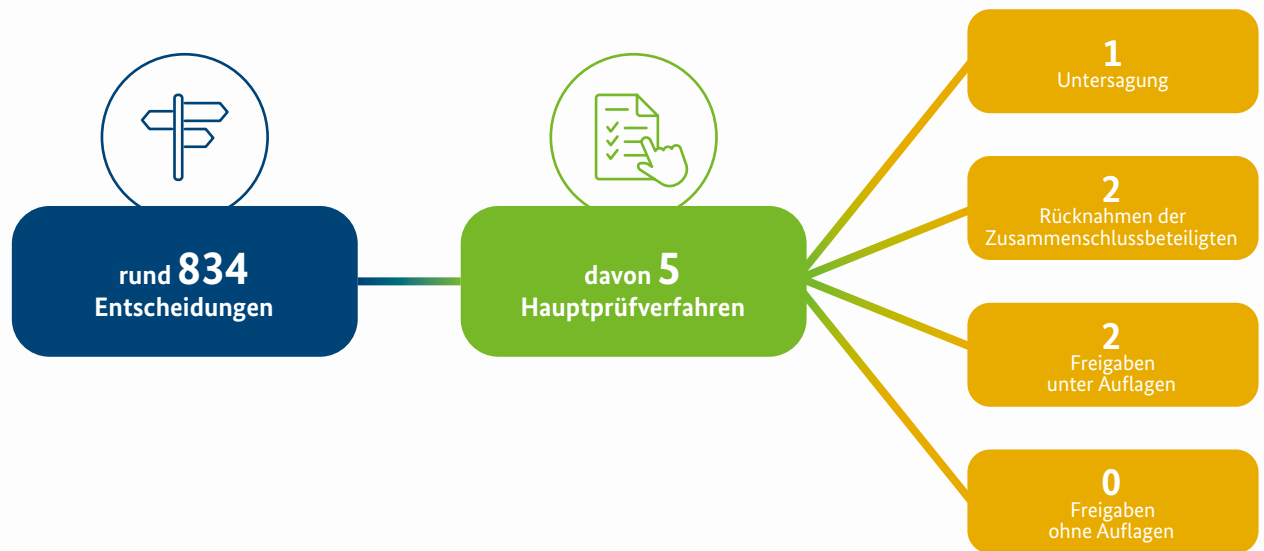 rund 834
Entscheidungen
davon 5
Hauptprüfverfahren
1
Untersagung
2
Rücknahmen der
Zusammenschlussbeteiligten
2
Freigaben
unter Auflagen
0
Freigaben
ohne Auflagen